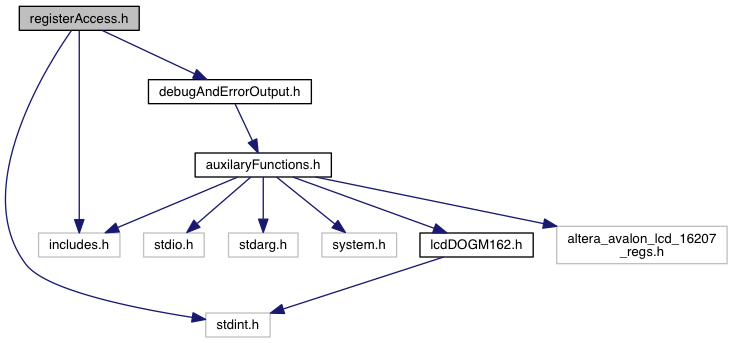 registerAccess.h
debugAndErrorOutput.h
auxilaryFunctions.h
includes.h
stdio.h
stdarg.h
system.h
lcdDOGM162.h
altera_avalon_lcd_16207
_regs.h
stdint.h